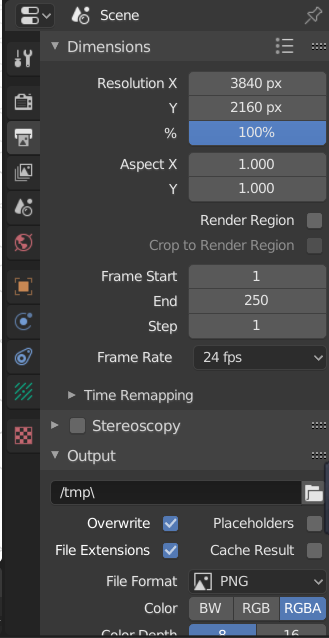 Scene
Dimensions
Resolution X 3840 px
Y 2160 px
% 100%
Aspect X 1.000
Y 1.000
Render Region
Crop to Render Region
Frame Start 1
End 250
Step 1
Frame Rate 24 fps
Time Remapping
Stereoscopy
Output
/tmp\
Overwrite Placeholders
File Extensions Cache Result
File Format PNG
Color BW RGB RGBA
Color Depth 8 16